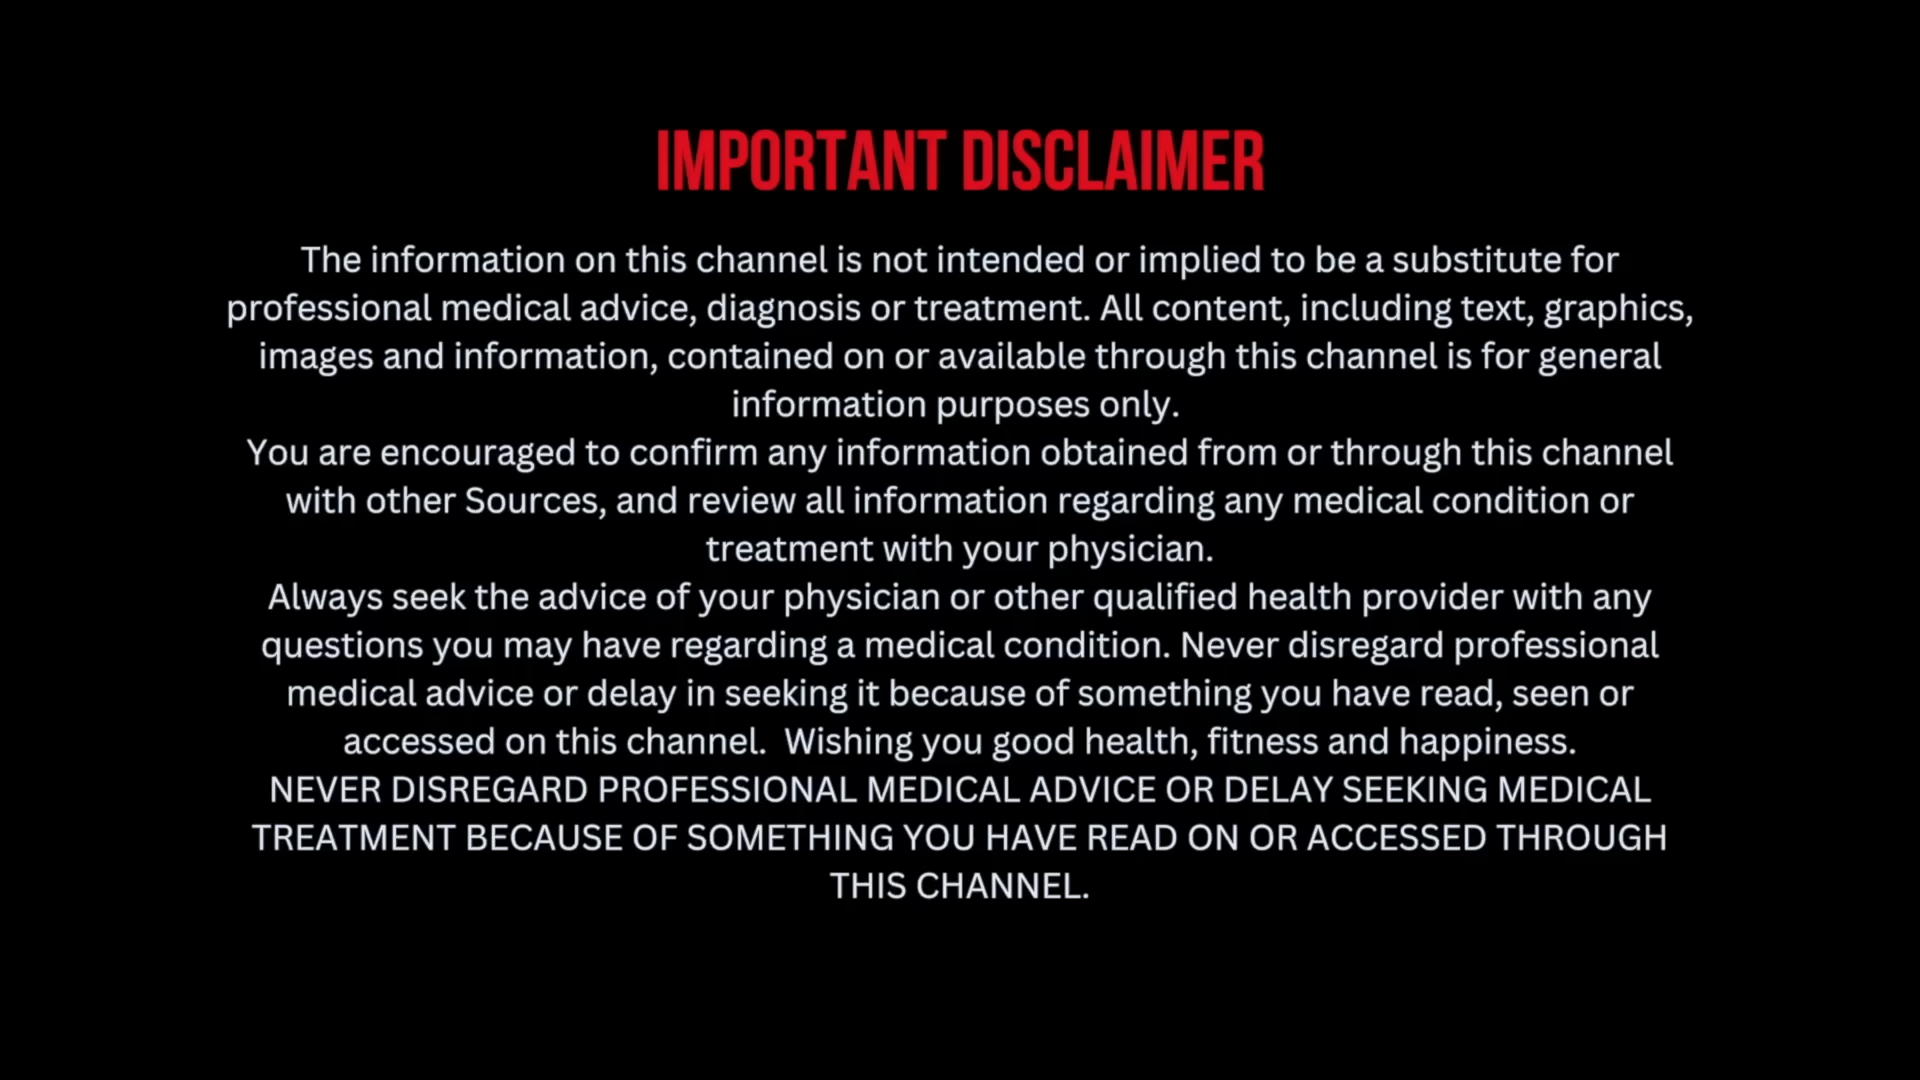 IMPORTANT DISCLAIMER
The information on this channel is not intended or implied to be a substitute for
professional medical advice, diagnosis or treatment. All content, including text, graphics,
images and information, contained on or available through this channel is for general
information purposes only.
You are encouraged to confirm any information obtained from or through this channel
with other Sources, and review all information regarding any medical condition or
treatment with your physician.
Always seek the advice of your physician or other qualified health provider with any
questions you may have regarding a medical condition. Never disregard professional
medical advice or delay in seeking it because of something you have read, seen or
accessed on this channel.  Wishing you good health, fitness and happiness.
NEVER DISREGARD PROFESSIONAL MEDICAL ADVICE OR DELAY SEEKING MEDICAL
TREATMENT BECAUSE OF SOMETHING YOU HAVE READ ON OR ACCESSED THROUGH
THIS CHANNEL.